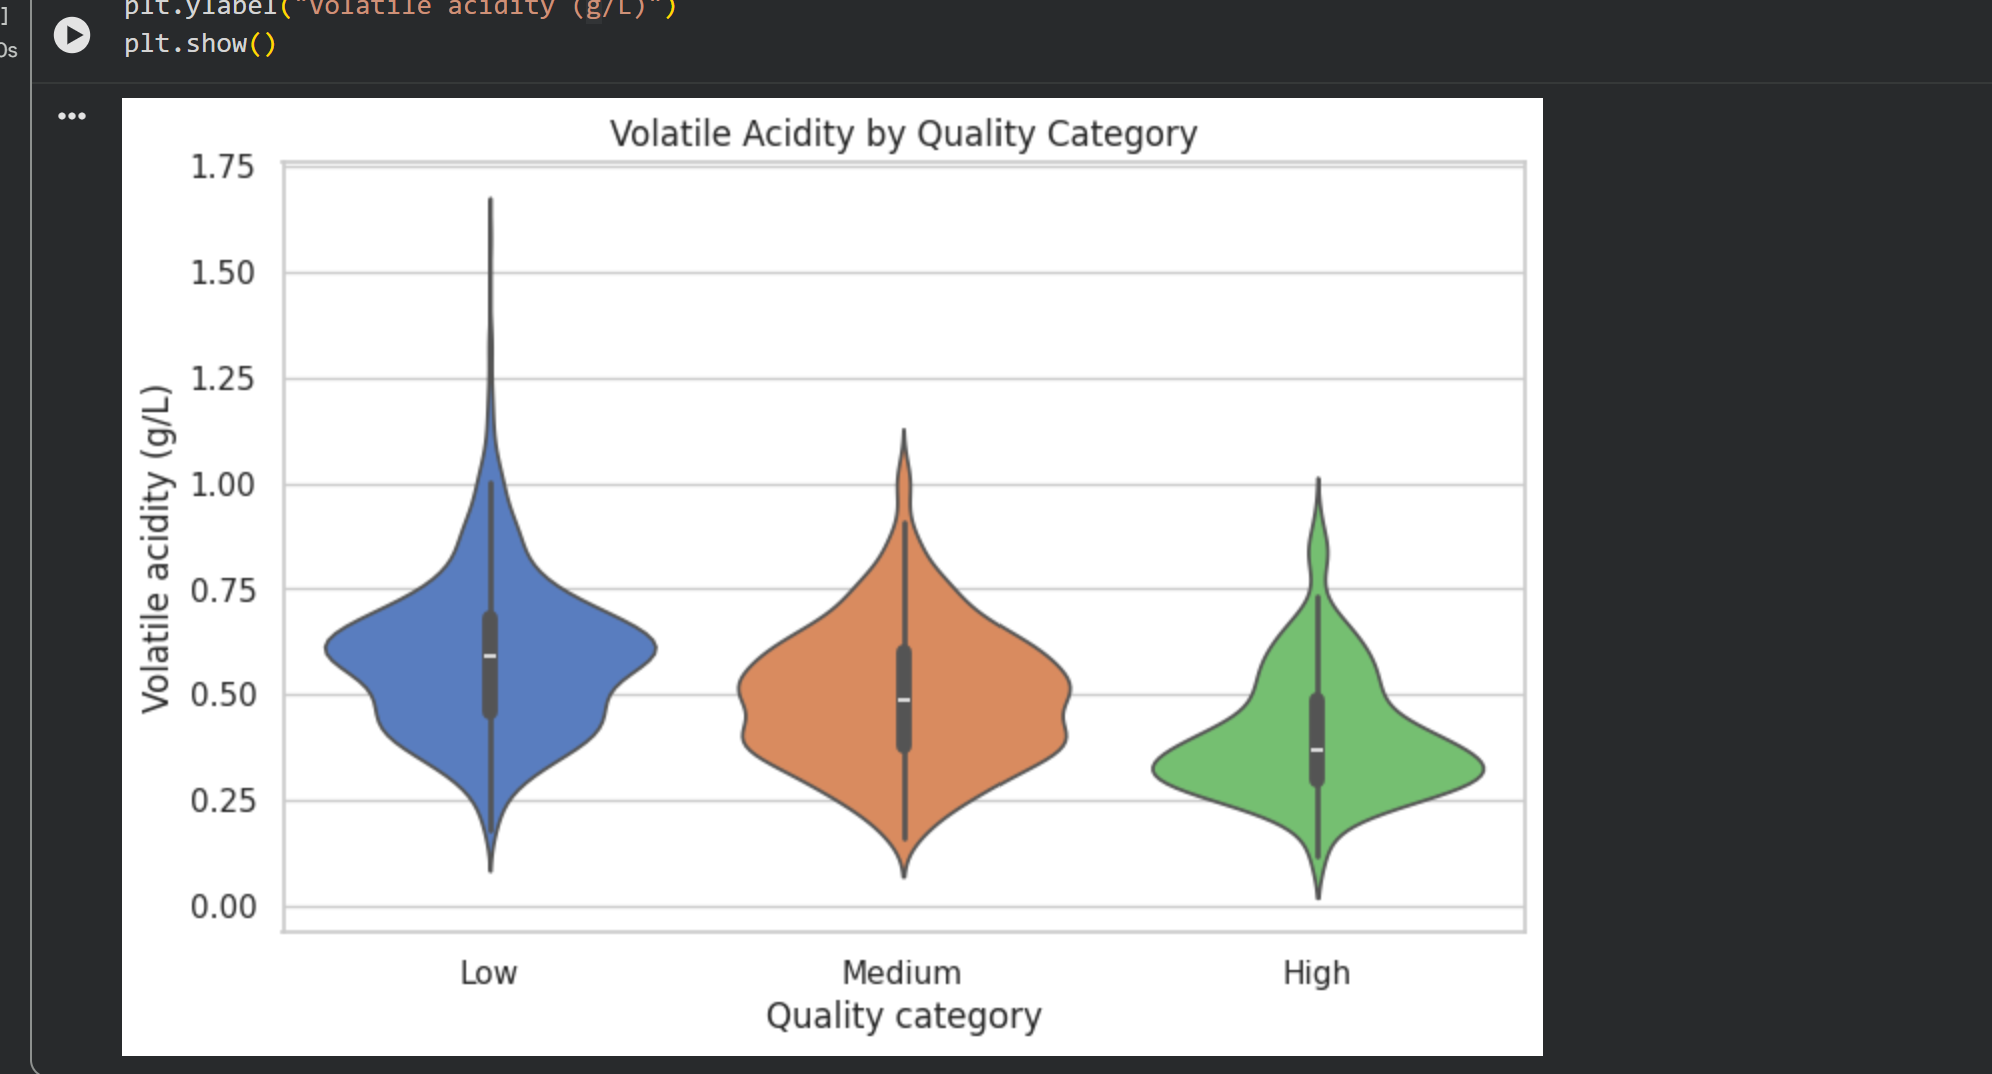 plt.ylabel("Volatile acidity (g/L)")
]
plt.show()
0s
Volatile Acidity by Quality Category
1.75
1.50
1.25
1.00
0.75
0.50
0.25
0.00
Volatile acidity (g/L)
Low Medium High
Quality category